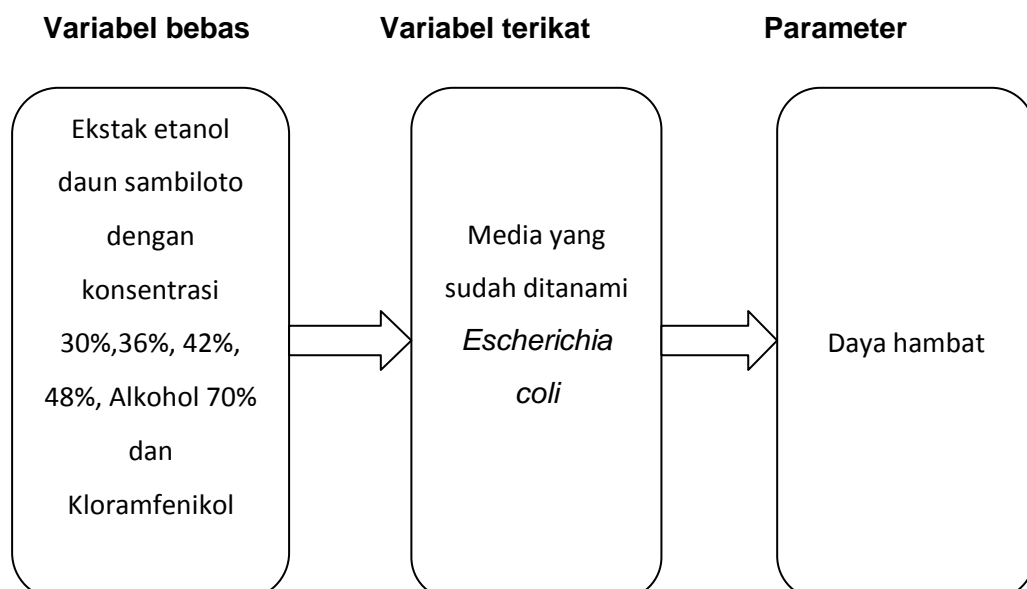 Variabel bebas
Variabel terikat
Parameter
Ekstak etanol
daun sambiloto
dengan
konsentrasi
30%,36%, 42%,
48%, Alkohol 70%
dan
Kloramfenikol
Media yang
sudah ditanami
Escherichia
coli
Daya hambat